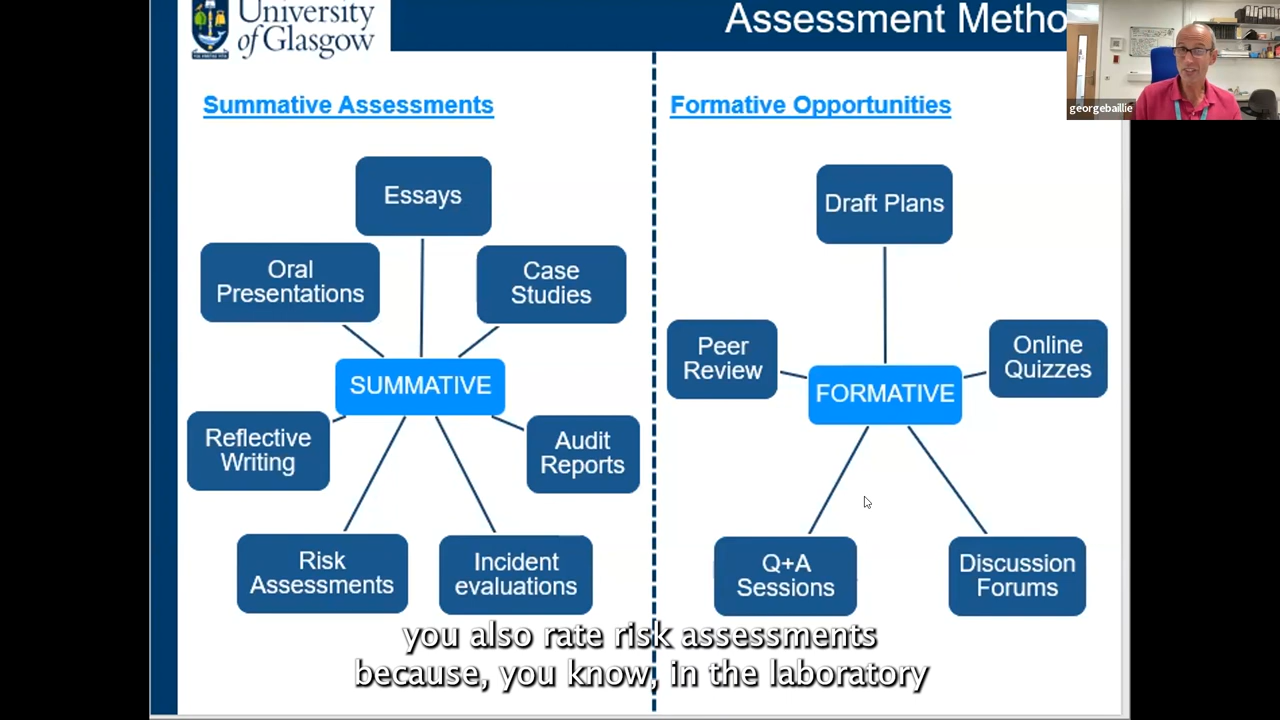 University
of Glasgow
Assessment Metho
georgebaillie
Summative Assessments
Formative Opportunities
Essays
Oral
Presentations
Case
Studies
SUMMATIVE
Reflective
Writing
Audit
Reports
Risk
Assessments
Incident
evaluations
Draft Plans
Peer
Review
Online
Quizzes
FORMATIVE
Q+A
Sessions
Discussion
Forums
you also rate risk assessments
because, you know, in the laboratory